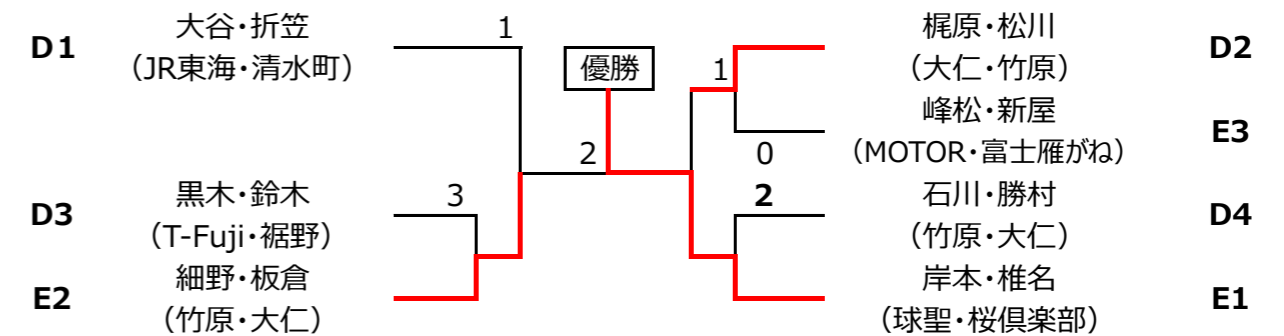 D1
大谷・折笠
（JR東海・清水町）
1
優勝
1
梶原・松川
（大仁・竹原）
D2
峰松・新屋
（MOTOR・富士雁がね）
E3
2
0
D3
黒木・鈴木
（T-Fuji・裾野）
3
2
石川・勝村
（竹原・大仁）
D4
E2
細野・板倉
（竹原・大仁）
岸本・椎名
（球聖・桜倶楽部）
E1